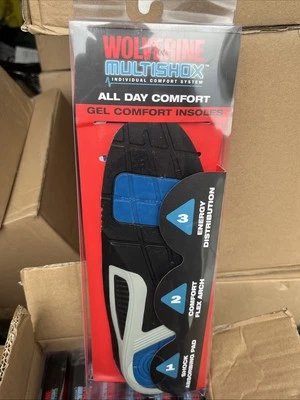 WOLVERINE
MULTISHOX™
INDIVIDUAL COMFORT SYSTEM
ALL DAY COMFORT
GEL COMFORT INSOLES
3
ENERGY
DISTRIBUTION
2
COMFORT
FLEX ARCH
1
SHOCK
ABSORBING PAD